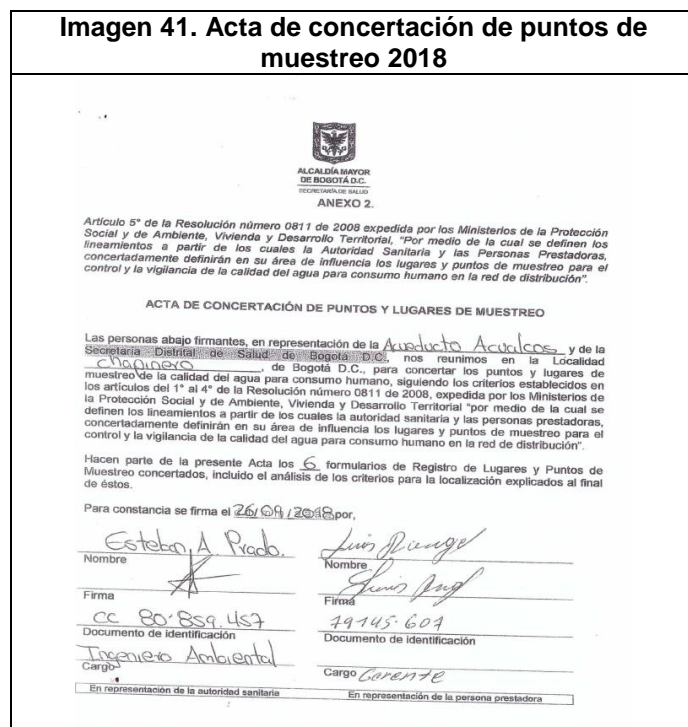 Imagen 41. Acta de concertación de puntos de
muestreo 2018
ALCALDÍA MAYOR
DE BOGOTÁ D.C.
SECRETARÍA DE SALUD
ANEXO 2.
Artículo 5° de la Resolución número 0811 de 2008 expedida por los Ministerios de la Protección
Social y de Ambiente, Vivienda y Desarrollo Territorial, "Por medio de la cual se definen los
lineamientos a partir de los cuales la Autoridad Sanitaria y las Personas Prestadoras,
concertadamente definirán en su área de influencia los lugares y puntos de muestreo para el
control y la vigilancia de la calidad del agua para consumo humano en la red de distribución".
ACTA DE CONCERTACIÓN DE PUNTOS Y LUGARES DE MUESTREO
Las personas abajo firmantes, en representación de la Acueducto Acualcos y de la
Secretaría Distrital de Salud de Bogotá D.C., nos reunimos en la Localidad
Chapinero, de Bogotá D.C., para concertar los puntos y lugares de
muestreo de la calidad del agua para consumo humano, siguiendo los criterios establecidos en
los artículos del 1° al 4° de la Resolución número 0811 de 2008, expedida por los Ministerios de
la Protección Social y de Ambiente, Vivienda y Desarrollo Territorial "por medio de la cual se
definen los lineamientos a partir de los cuales la autoridad sanitaria y las personas prestadoras,
concertadamente definirán en su área de influencia los lugares y puntos de muestreo para el
control y la vigilancia de la calidad del agua para consumo humano en la red de distribución".
Hacen parte de la presente Acta los 6 formularios de Registro de Lugares y Puntos de
Muestreo concertados, incluido el análisis de los criterios para la localización explicados al final
de éstos.
Para constancia se firma el 26/09/2018 por,
Esteban A. Prado.
Nombre
Firma
CC 80.859.457
Documento de identificación
Ingeniero Ambiental
Cargo
En representación de la autoridad sanitaria
Luis
Nombre
Luis
Firma
79145.607
Documento de identificación
Cargo Gerente
En representación de la persona prestadora